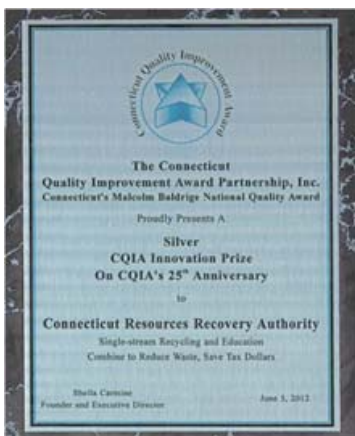 Connecticut Quality Improvement Award
The Connecticut
Quality Improvement Award Partnership, Inc.
Connecticut's Malcolm Baldrige National Quality Award
Proudly Presents A
Silver
CQIA Innovation Prize
On CQIA's 25th Anniversary
to
Connecticut Resources Recovery Authority
Single-stream Recycling and Education
Combine to Reduce Waste, Save Tax Dollars
Sheila Carmine
Founder and Executive Director
June 5, 2012